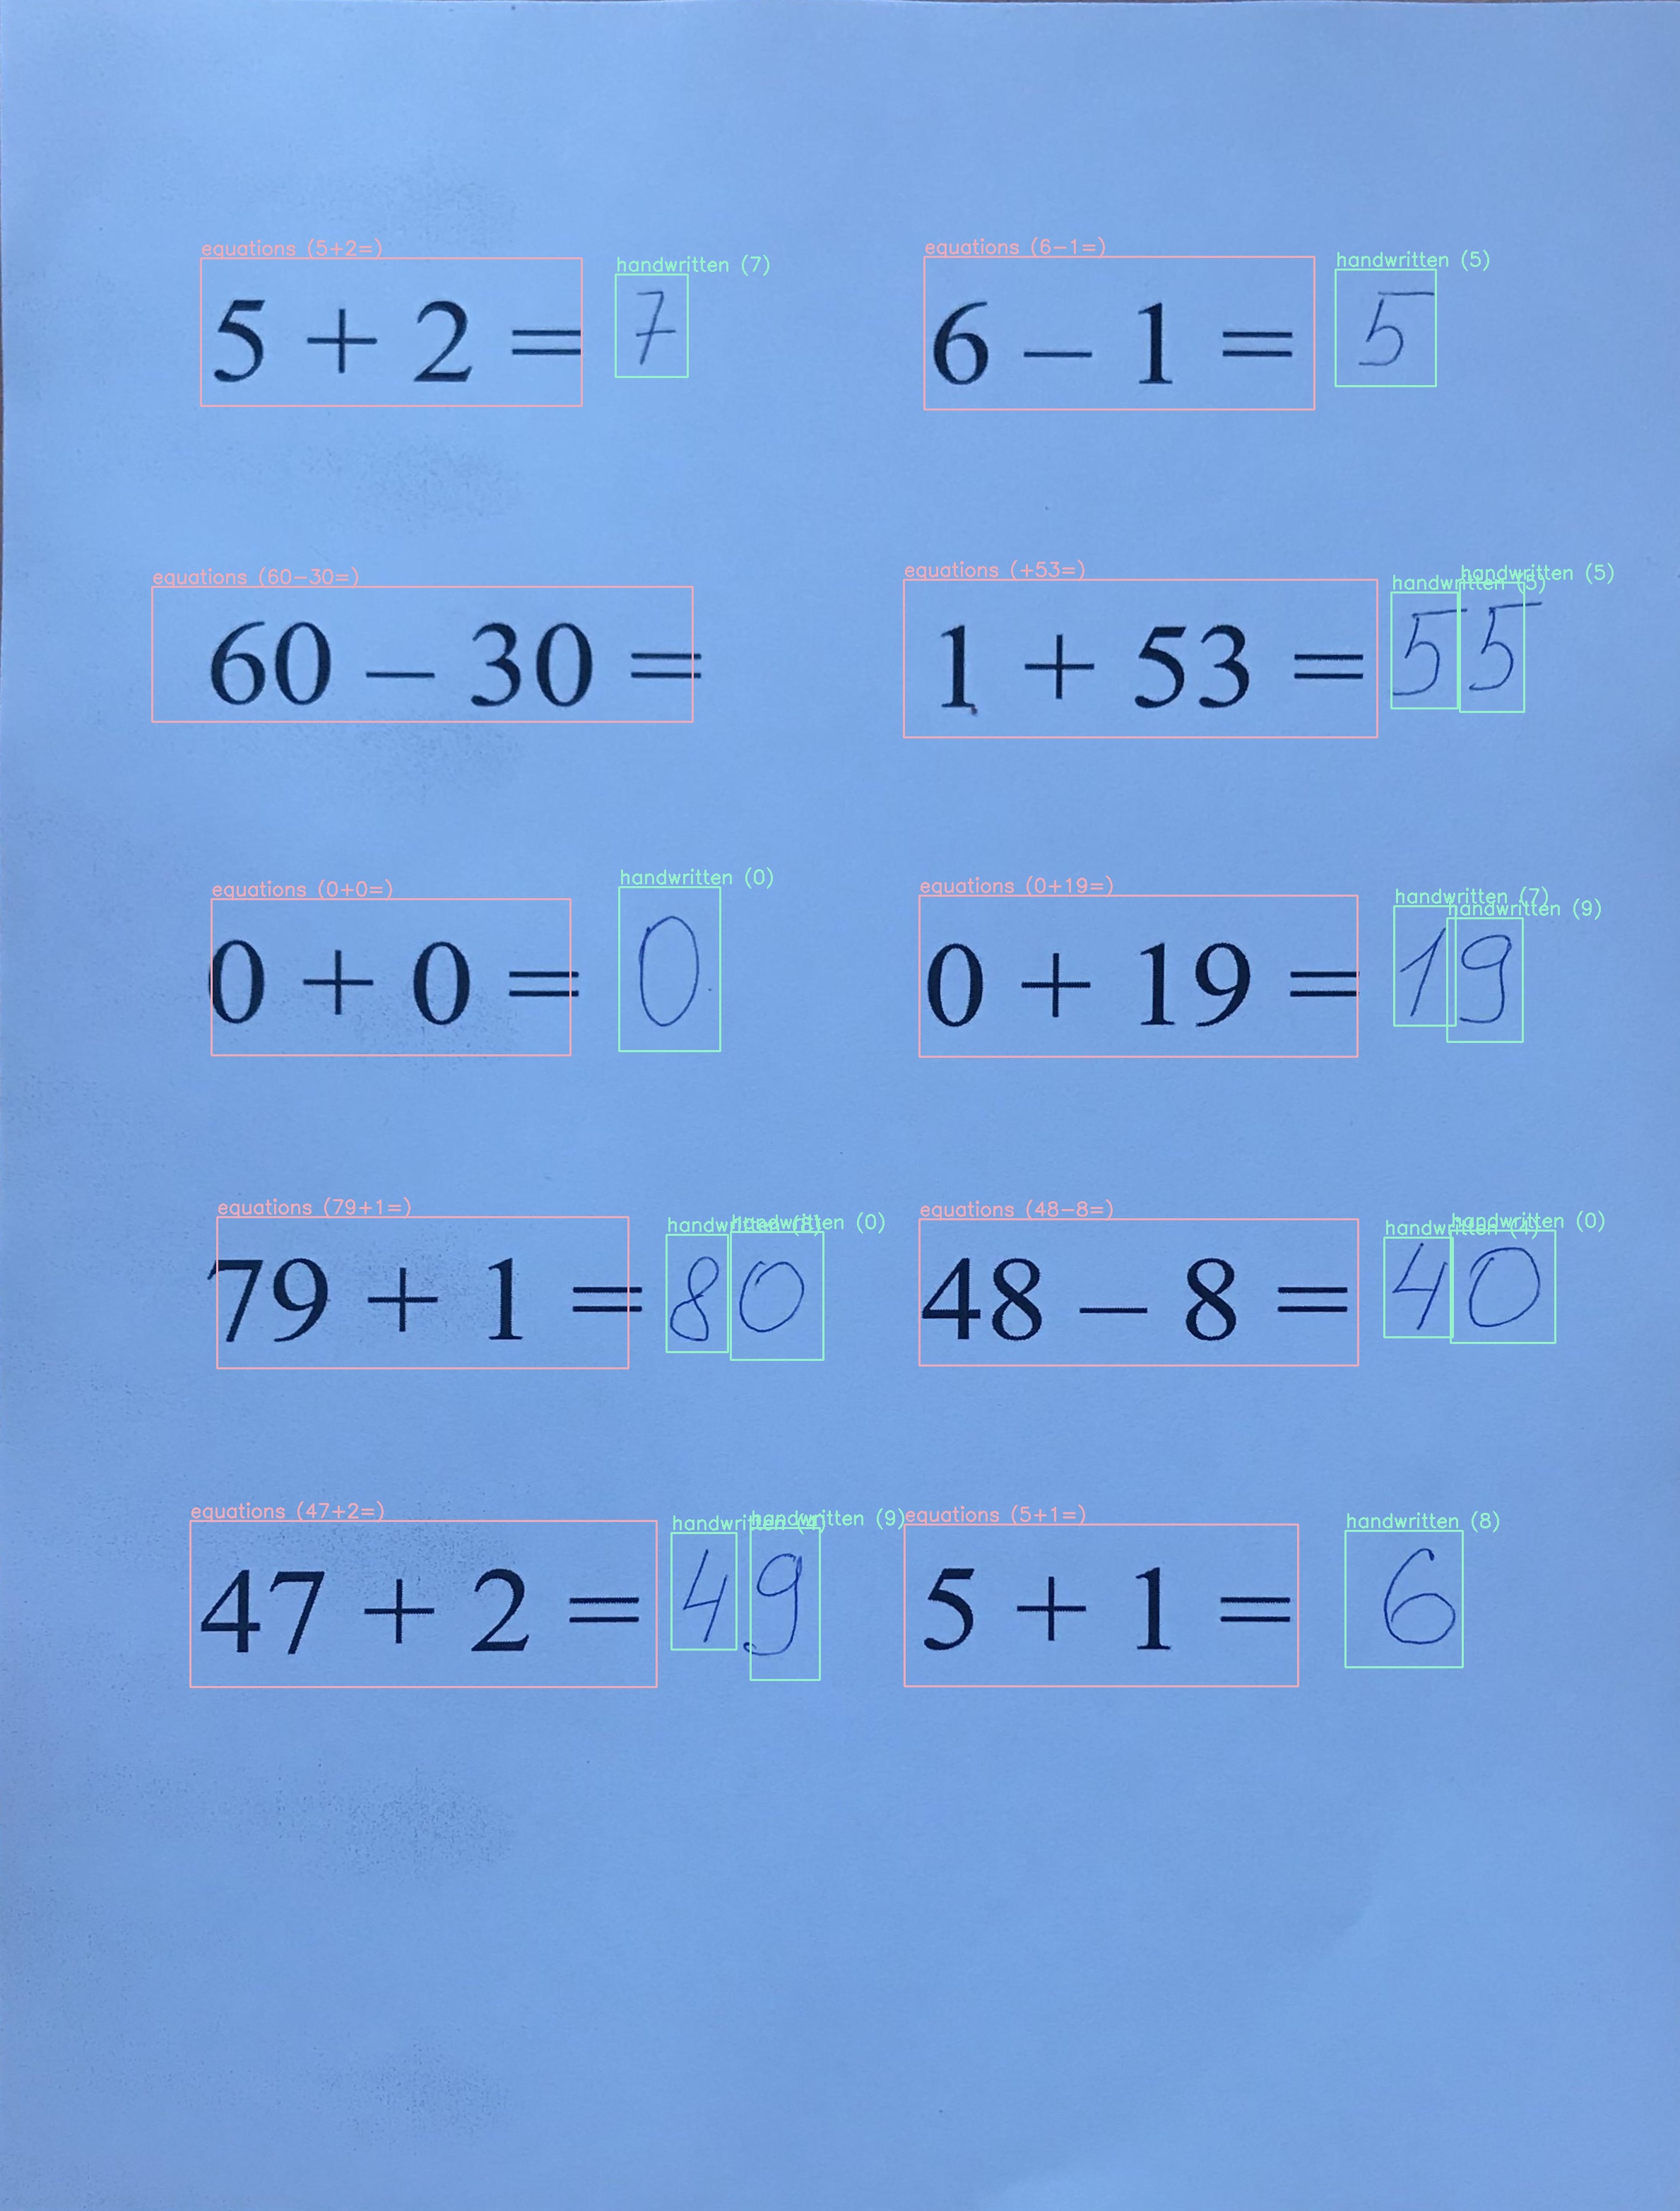 equations (5+2=) handwritten (7) equations (6-1=) handwritten (5)
5 + 2 = 7 6 – 1 = 5
equations (60-30=) equations (+53=) handwritten (5) handwritten (5)
60 – 30 = 1 + 53 = 55
equations (0+0=) handwritten (0) equations (0+19=) handwritten (7) handwritten (9)
0 + 0 = 0 0 + 19 = 19
equations (79+1=) handwritten (8) handwritten (0) equations (48-8=) handwritten (4) handwritten (0)
79 + 1 = 80 48 – 8 = 40
equations (47+2=) handwritten (4) handwritten (9) equations (5+1=) handwritten (8)
47 + 2 = 49 5 + 1 = 6